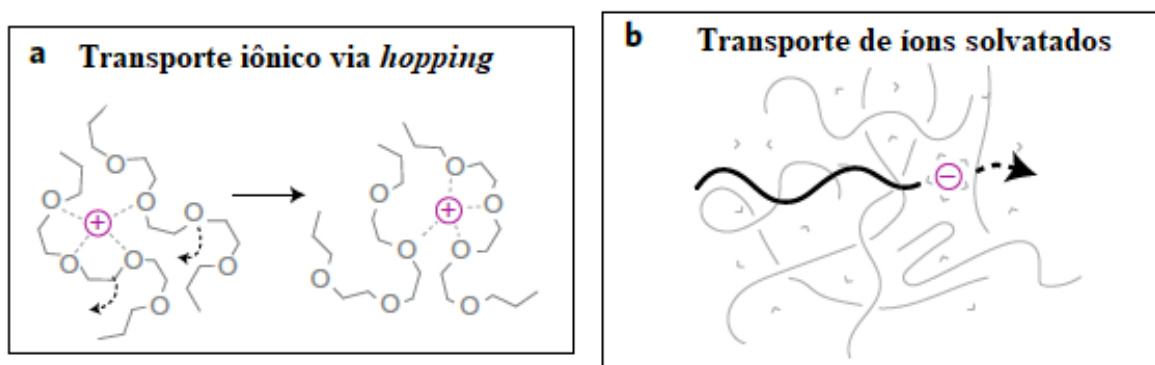 a Transporte iônico via hopping
b Transporte de íons solvatados
O
O
O
O
O
O
O
O
+
O
O
O
O
O
O
O
+
−